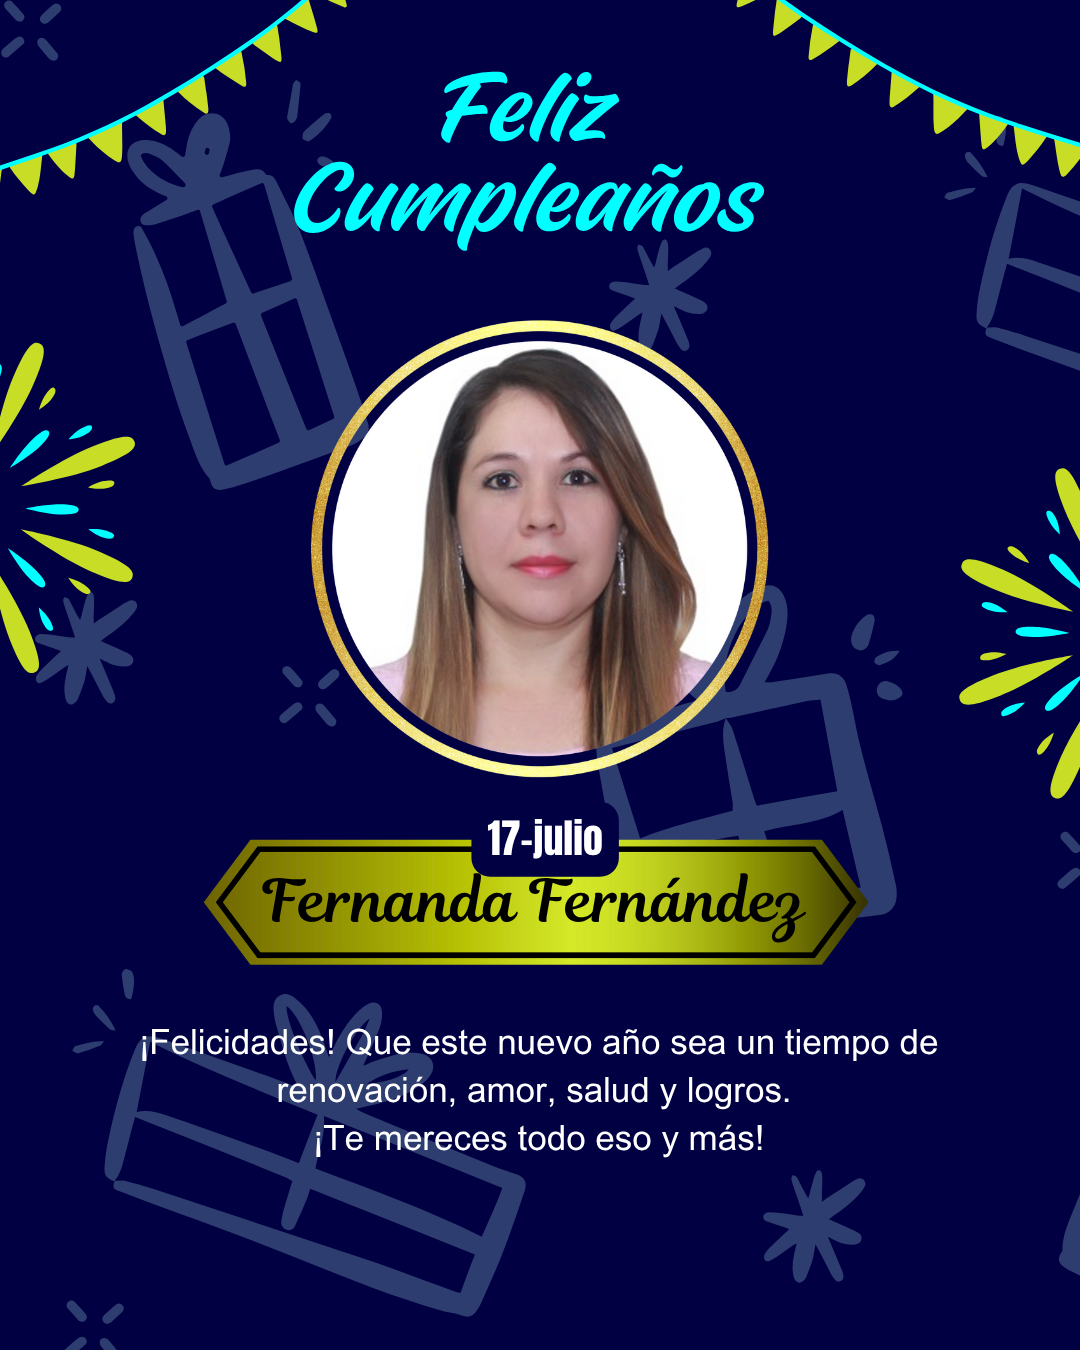 Feliz
Cumpleaños
17-julio
Fernanda Fernández
¡Felicidades! Que este nuevo año sea un tiempo de
renovación, amor, salud y logros.
¡Te mereces todo eso y más!